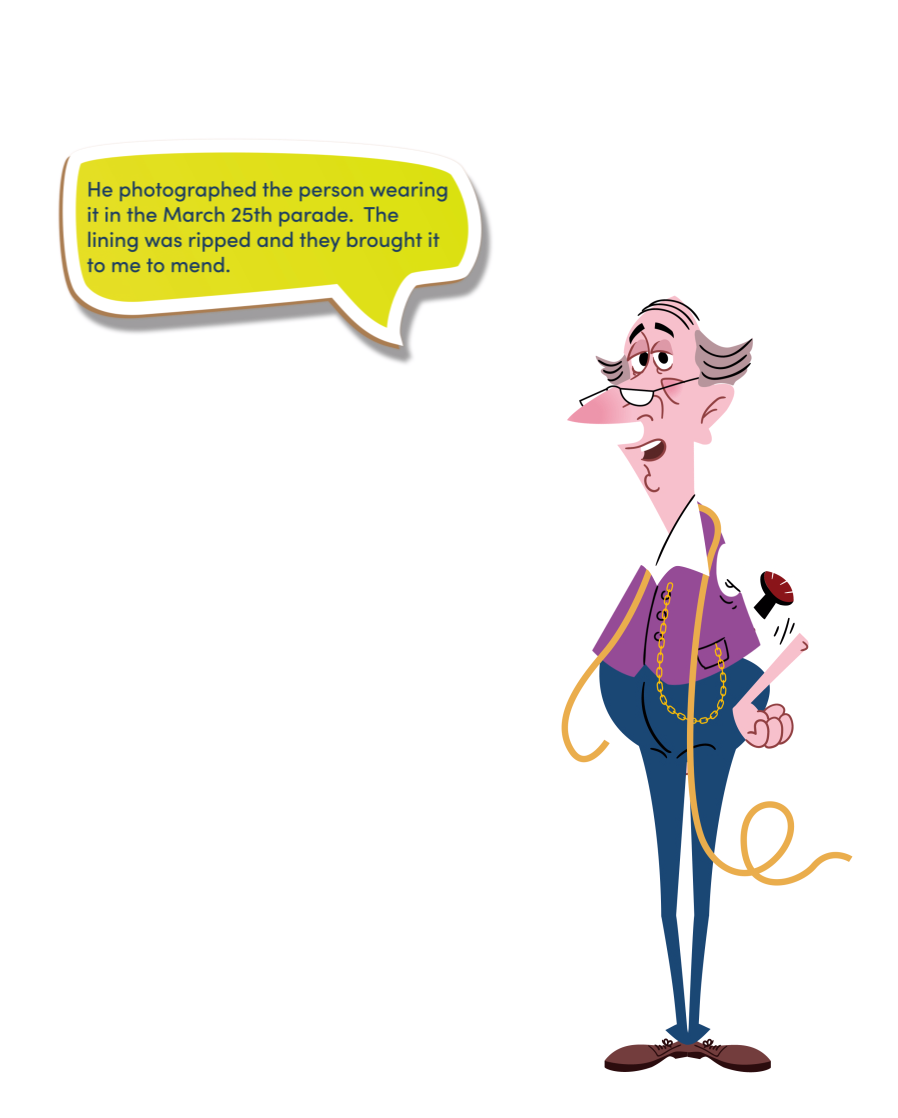 He photographed the person wearing
it in the March 25th parade.  The
lining was ripped and they brought it
to me to mend.